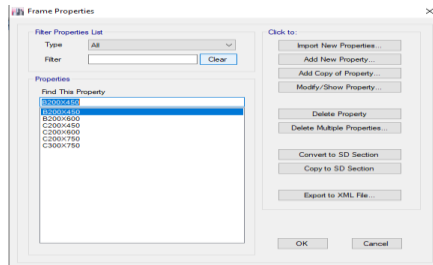 Frame Properties
Filter Properties List
Type
All
Filter
Clear
Properties
Find This Property
B200X450
B200X450
B200X600
C200X450
C200X600
C200X750
C300X750
Click to:
Import New Properties...
Add New Property...
Add Copy of Property...
Modify/Show Property...
Delete Property
Delete Multiple Properties...
Convert to SD Section
Copy to SD Section
Export to XML File...
OK
Cancel